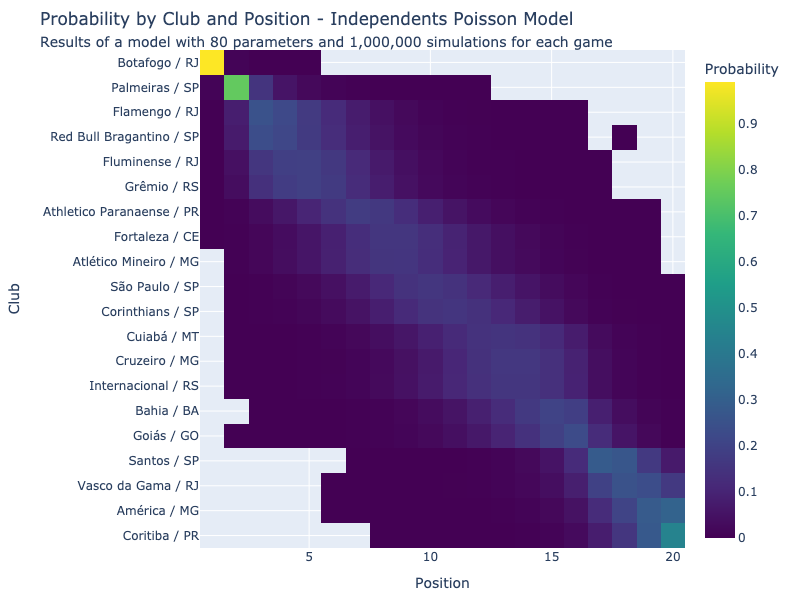 Probability by Club and Position - Independents Poisson Model
Results of a model with 80 parameters and 1,000,000 simulations for each game
Probability
Botafogo / RJ
Palmeiras / SP
Flamengo / RJ
Red Bull Bragantino / SP
Fluminense / RJ
Grêmio / RS
Athletico Paranaense / PR
Fortaleza / CE
Atlético Mineiro / MG
São Paulo / SP
Corinthians / SP
Cuiabá / MT
Cruzeiro / MG
Internacional / RS
Bahia / BA
Goiás / GO
Santos / SP
Vasco da Gama / RJ
América / MG
Coritiba / PR
Club
5 10 15 20
Position
0.9
0.8
0.7
0.6
0.5
0.4
0.3
0.2
0.1
0